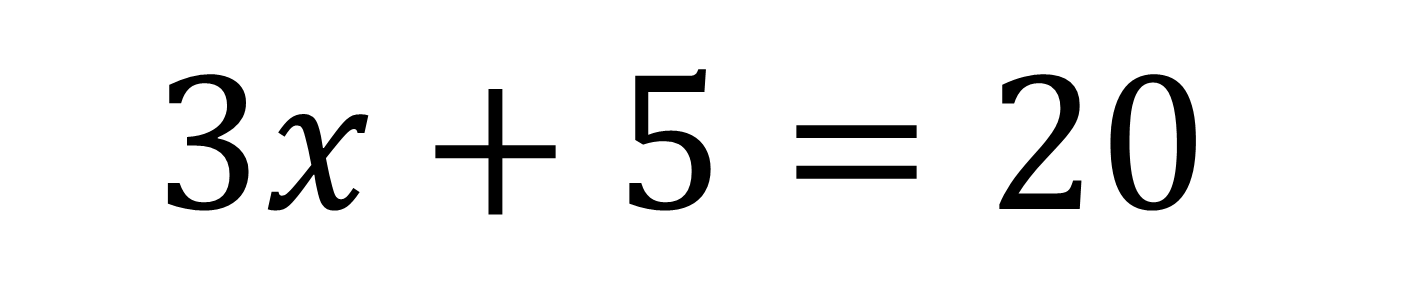 3x + 5 = 20